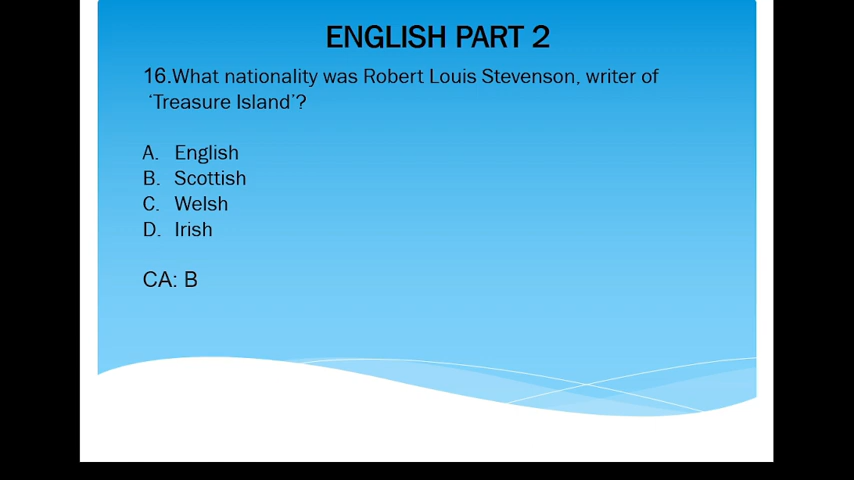 ENGLISH PART 2
16.What nationality was Robert Louis Stevenson, writer of
‘Treasure Island’?
A. English
B. Scottish
C. Welsh
D. Irish
CA: B